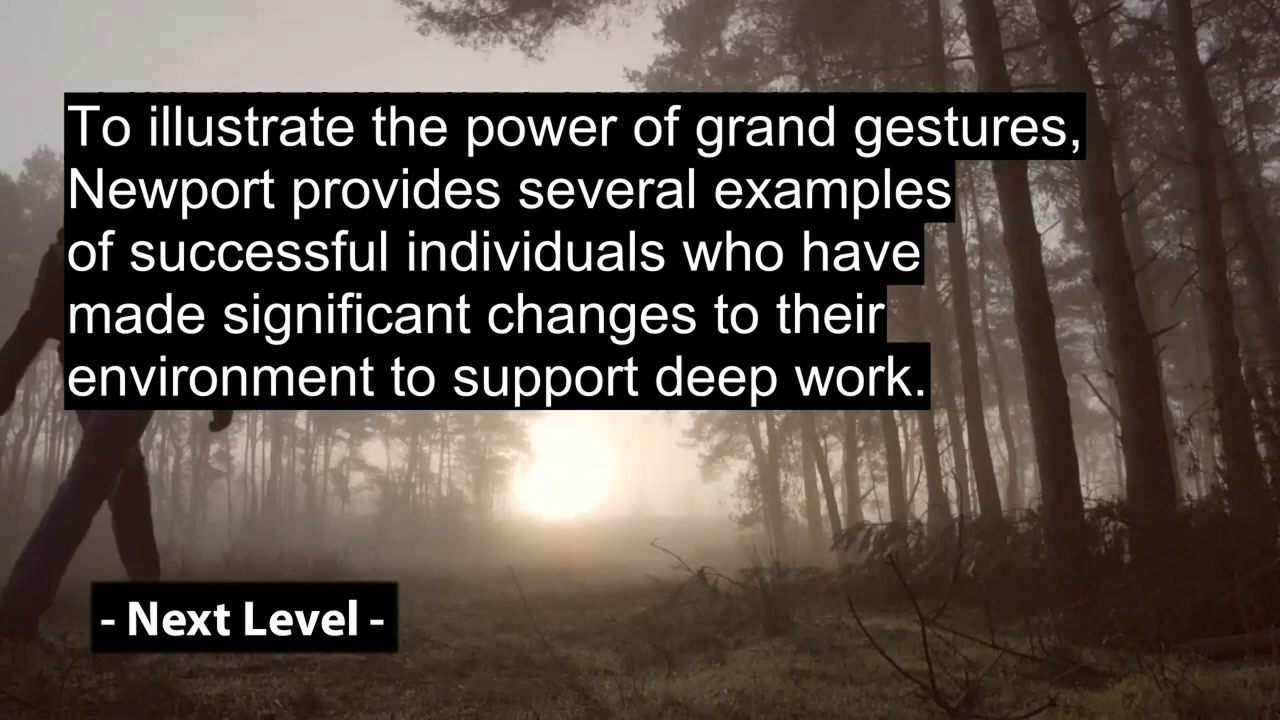 To illustrate the power of grand gestures,
Newport provides several examples
of successful individuals who have
made significant changes to their
environment to support deep work.
- Next Level -